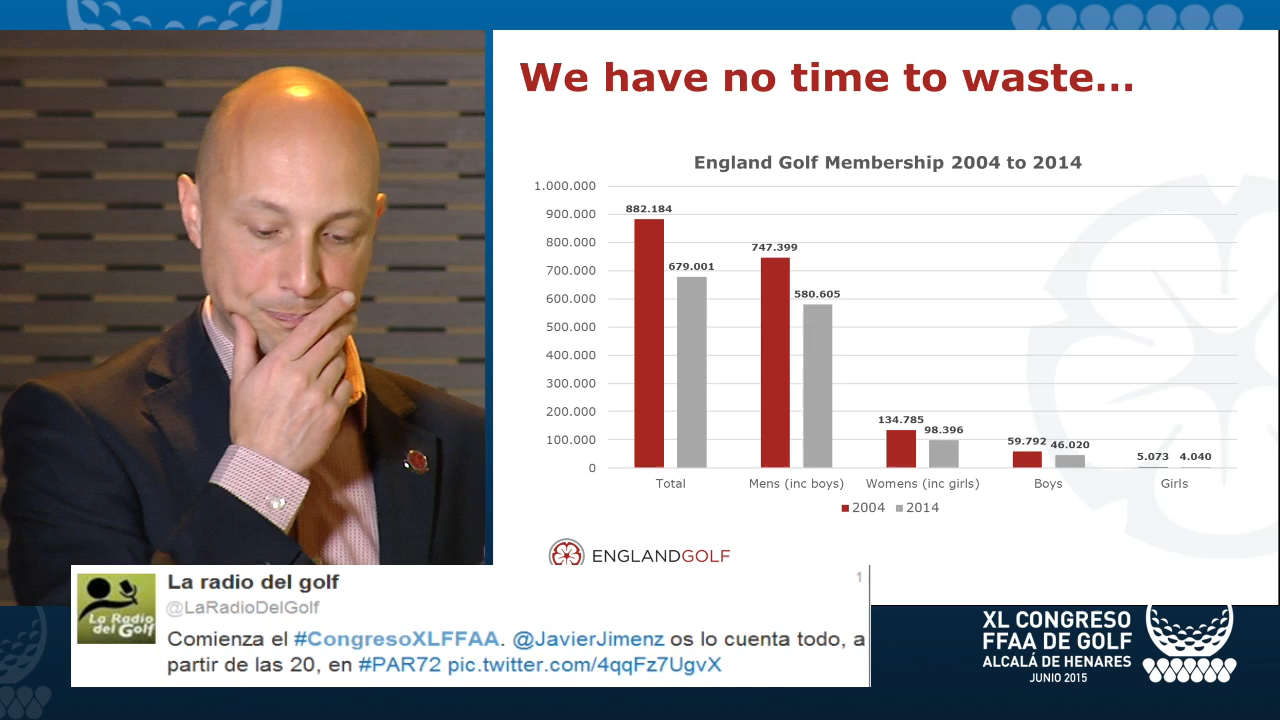 We have no time to waste...
England Golf Membership 2004 to 2014
1.000.000
900.000
800.000
700.000
600.000
500.000
400.000
300.000
200.000
100.000
0
882.184
679.001
747.399
580.605
134.785
98.396
59.792
46.020
5.073
4.040
Total
Mens (inc boys)
Womens (inc girls)
Boys
Girls
2004
2014
ENGLANDGOLF
La Radio
del Golf
La radio del golf
1
@LaRadioDelGolf
Comienza el #CongresoXLFFAA. @JavierJimenz os lo cuenta todo, a
partir de las 20, en #PAR72 pic.twitter.com/4qqFz7UgvX
XL CONGRESO
FFAA DE GOLF
ALCALÁ DE HENARES
JUNIO 2015